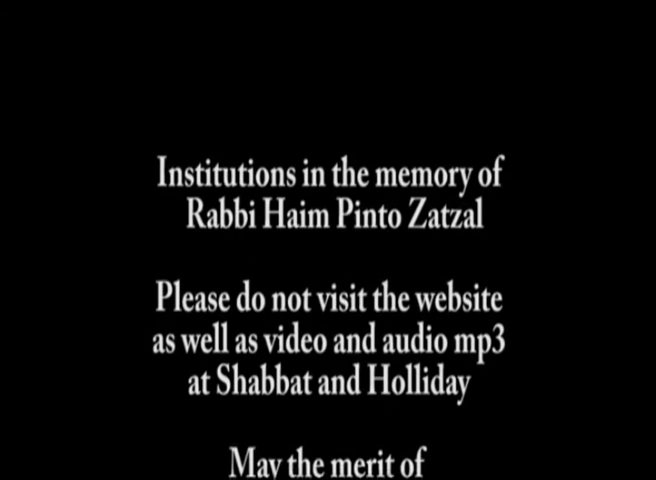 Institutions in the memory of
Rabbi Haim Pinto Zatzal
Please do not visit the website
as well as video and audio mp3
at Shabbat and Holliday
May the merit of